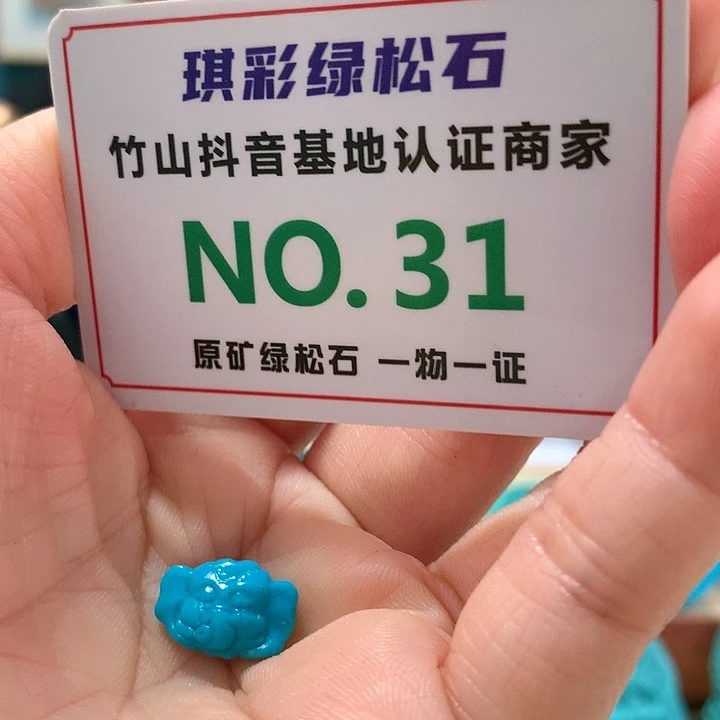 琪彩绿松石
竹山抖音基地认证商家
NO.31
原矿绿松石 一物一证